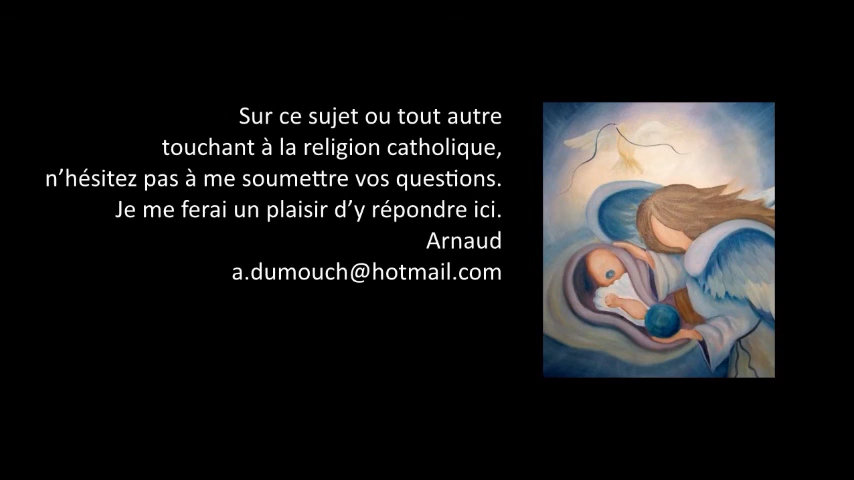 Sur ce sujet ou tout autre
touchant à la religion catholique,
n’hésitez pas à me soumettre vos questions.
Je me ferai un plaisir d’y répondre ici.
Arnaud
a.dumouch@hotmail.com